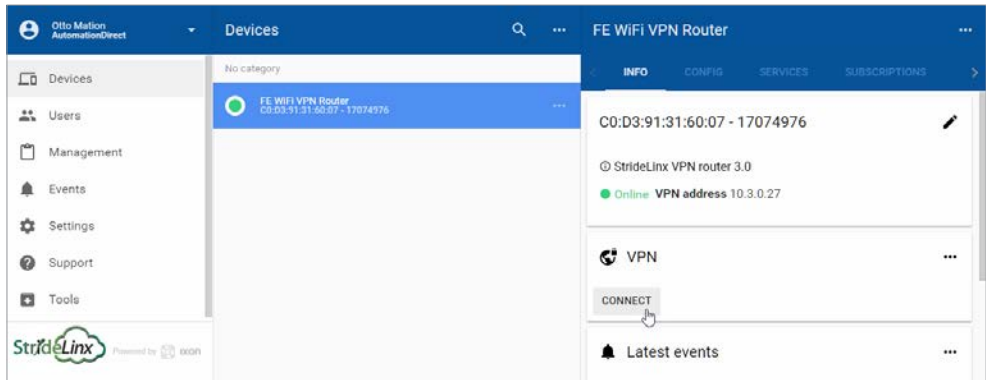 Otto Mation
AutomationDirect
Devices
Users
Management
Events
Settings
Support
Tools
StrideLinx
Powered by ixon
Devices
No category
FE WiFi VPN Router
C0:D3:91:31:60:07 - 17074976
FE WiFi VPN Router
INFO CONFIG SERVICES SUBSCRIPTIONS
C0:D3:91:31:60:07 - 17074976
StrideLinx VPN router 3.0
Online VPN address 10.3.0.27
VPN
CONNECT
Latest events